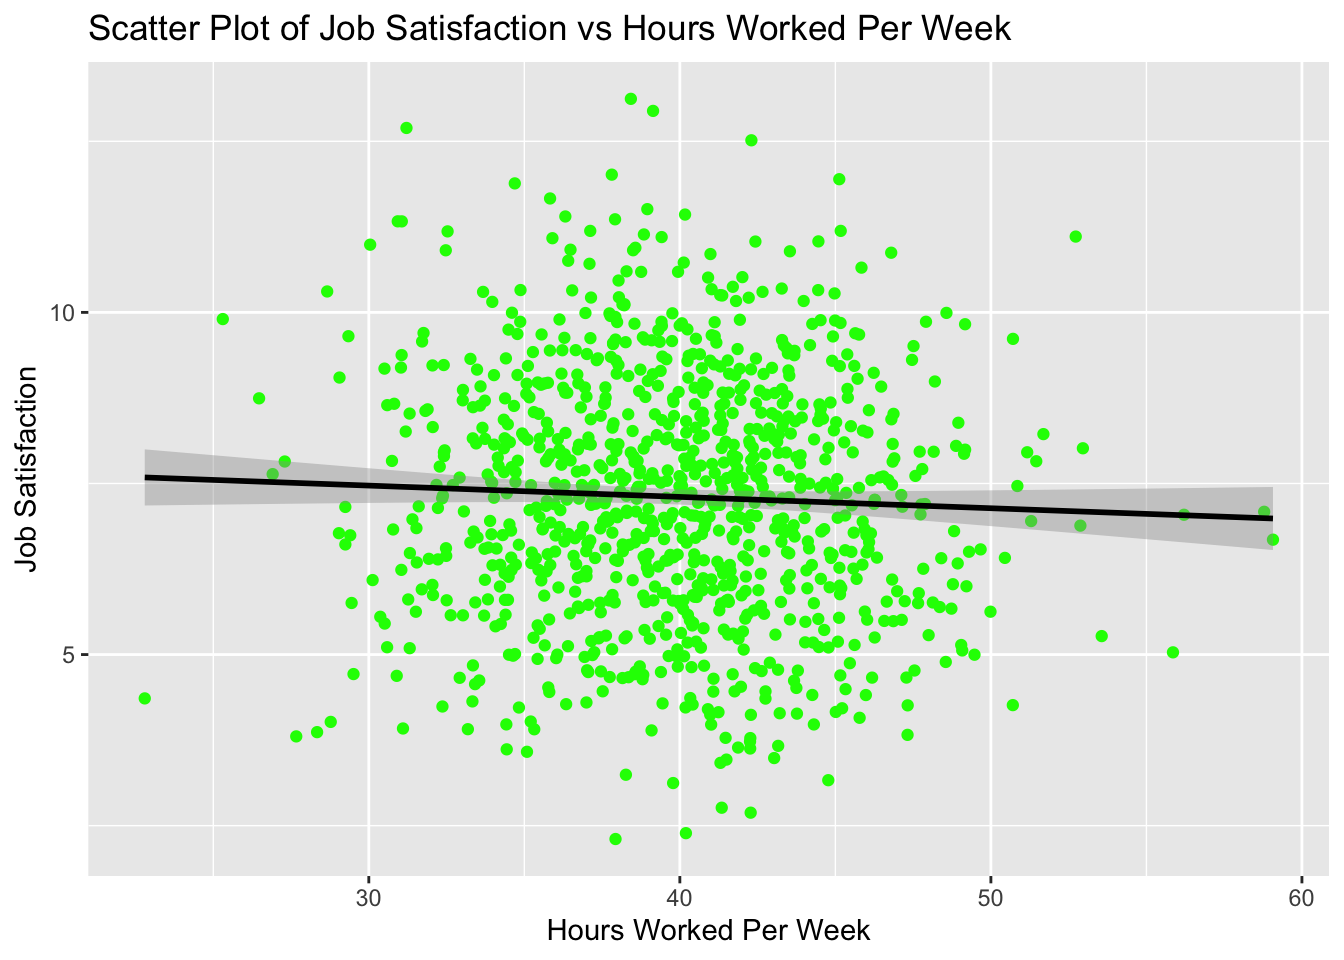 Scatter Plot of Job Satisfaction vs Hours Worked Per Week
10
5
Job Satisfaction
30 40 50 60
Hours Worked Per Week